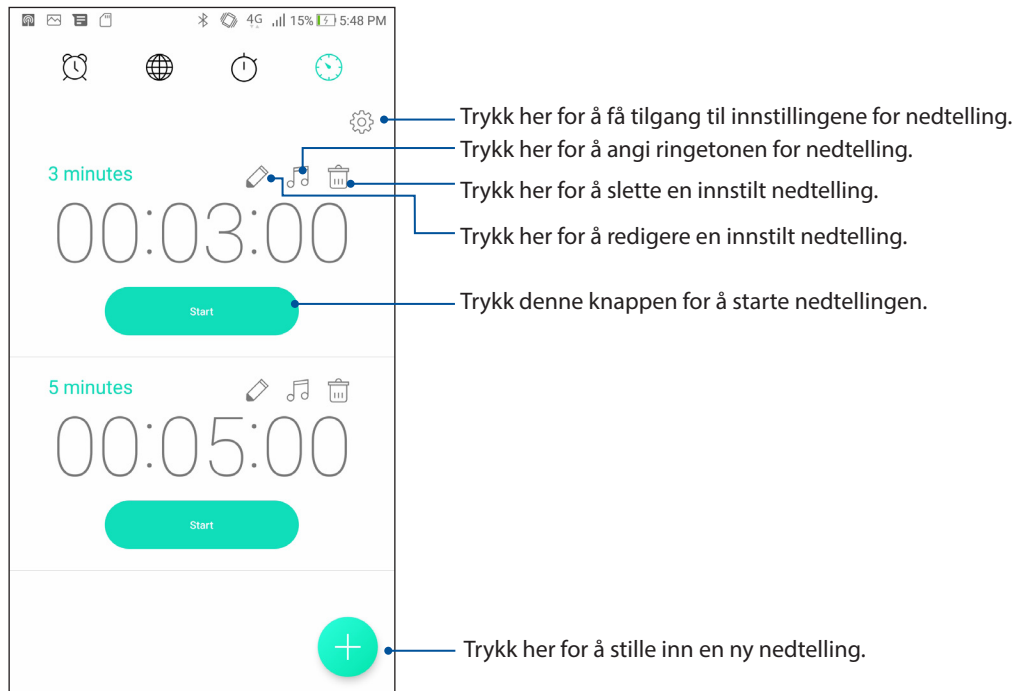 4G 15% 5:48 PM
Trykk her for å få tilgang til innstillingene for nedtelling.
Trykk her for å angi ringetonen for nedtelling.
3 minutes
Trykk her for å slette en innstilt nedtelling.
00:03:00
Trykk her for å redigere en innstilt nedtelling.
Start
Trykk denne knappen for å starte nedtellingen.
5 minutes
00:05:00
Start
Trykk her for å stille inn en ny nedtelling.